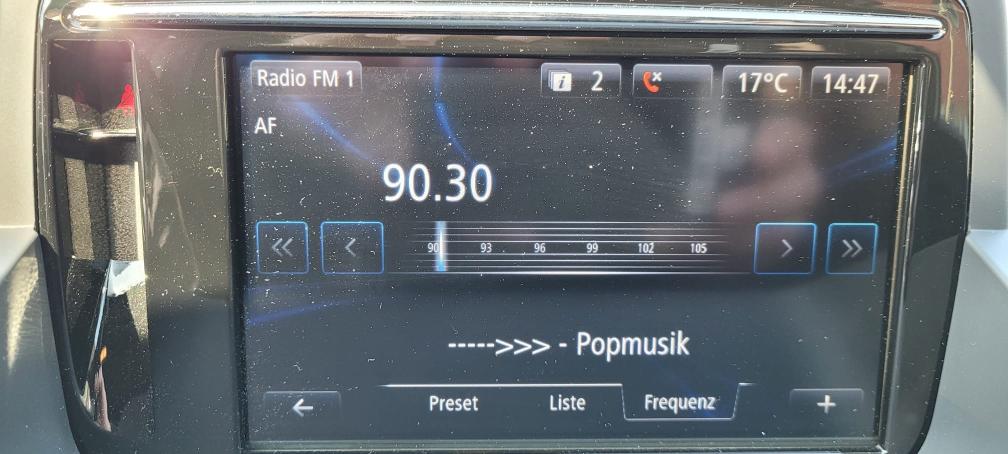 Radio FM 1
i 2
17°C
14:47
AF
90.30
90 93 96 99 102 105
----->>> - Popmusik
Preset
Liste
Frequenz